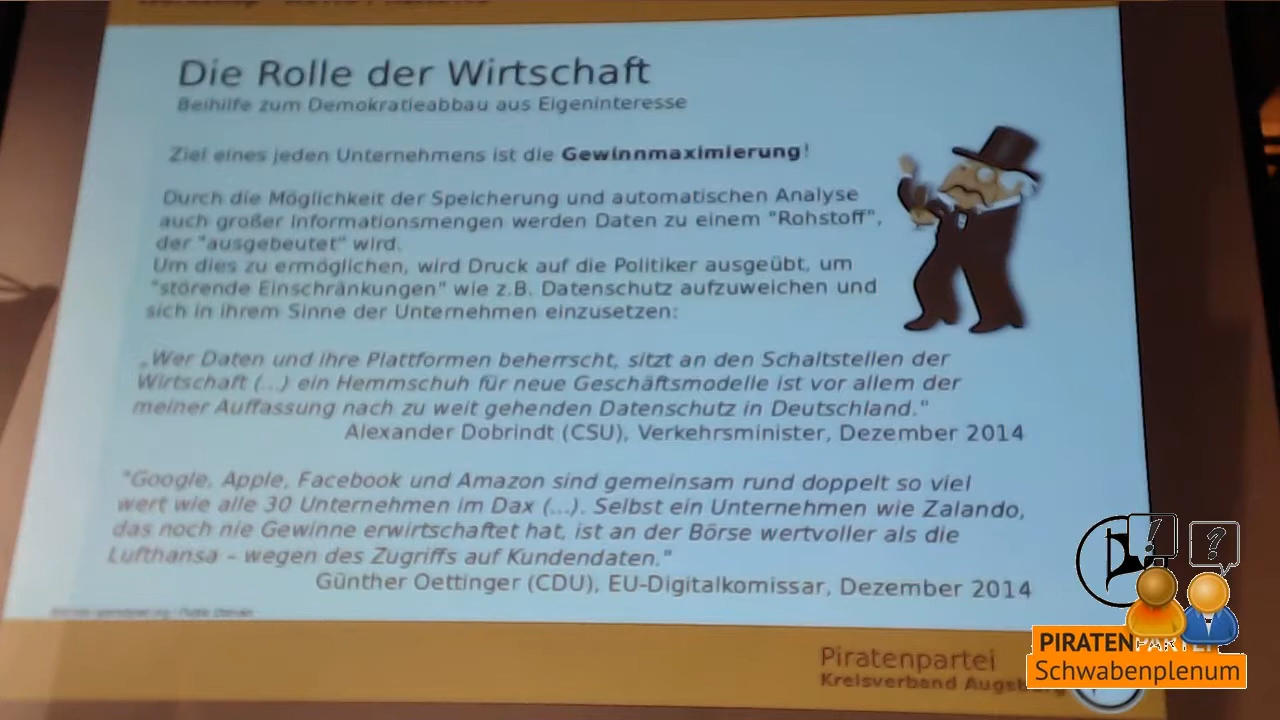 Die Rolle der Wirtschaft
Beihilfe zum Demokratieabbau aus Eigeninteresse
Ziel eines jeden Unternehmens ist die Gewinnmaximierung!
Durch die Möglichkeit der Speicherung und automatischen Analyse
auch großer Informationsmengen werden Daten zu einem "Rohstoff",
der "ausgebeutet" wird.
Um dies zu ermöglichen, wird Druck auf die Politiker ausgeübt, um
"störende Einschränkungen" wie z.B. Datenschutz aufzuweichen und
sich in ihrem Sinne der Unternehmen einzusetzen:
„Wer Daten und ihre Plattformen beherrscht, sitzt an den Schaltstellen der
Wirtschaft (...) ein Hemmschuh für neue Geschäftsmodelle ist vor allem der
meiner Auffassung nach zu weit gehenden Datenschutz in Deutschland."
Alexander Dobrindt (CSU), Verkehrsminister, Dezember 2014
"Google, Apple, Facebook und Amazon sind gemeinsam rund doppelt so viel
wert wie alle 30 Unternehmen im Dax (...). Selbst ein Unternehmen wie Zalando,
das noch nie Gewinne erwirtschaftet hat, ist an der Börse wertvoller als die
Lufthansa – wegen des Zugriffs auf Kundendaten."
Günther Oettinger (CDU), EU-Digitalkomissar, Dezember 2014
! ?
Piratenpartei
Kreisverband
PIRATENPARTEI
Schwabenplenum